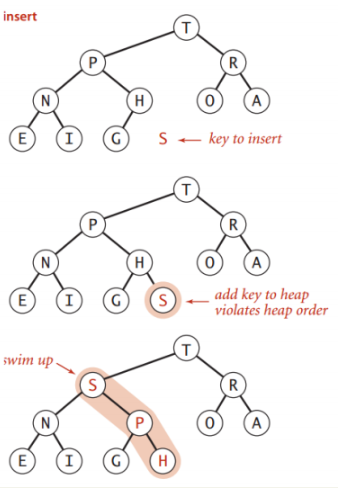 insert
T
P R
N H O A
E I G S key to insert
T
P R
N H O A
E I G S add key to heap
violates heap order
swim up
T
S R
N P O A
E I G H